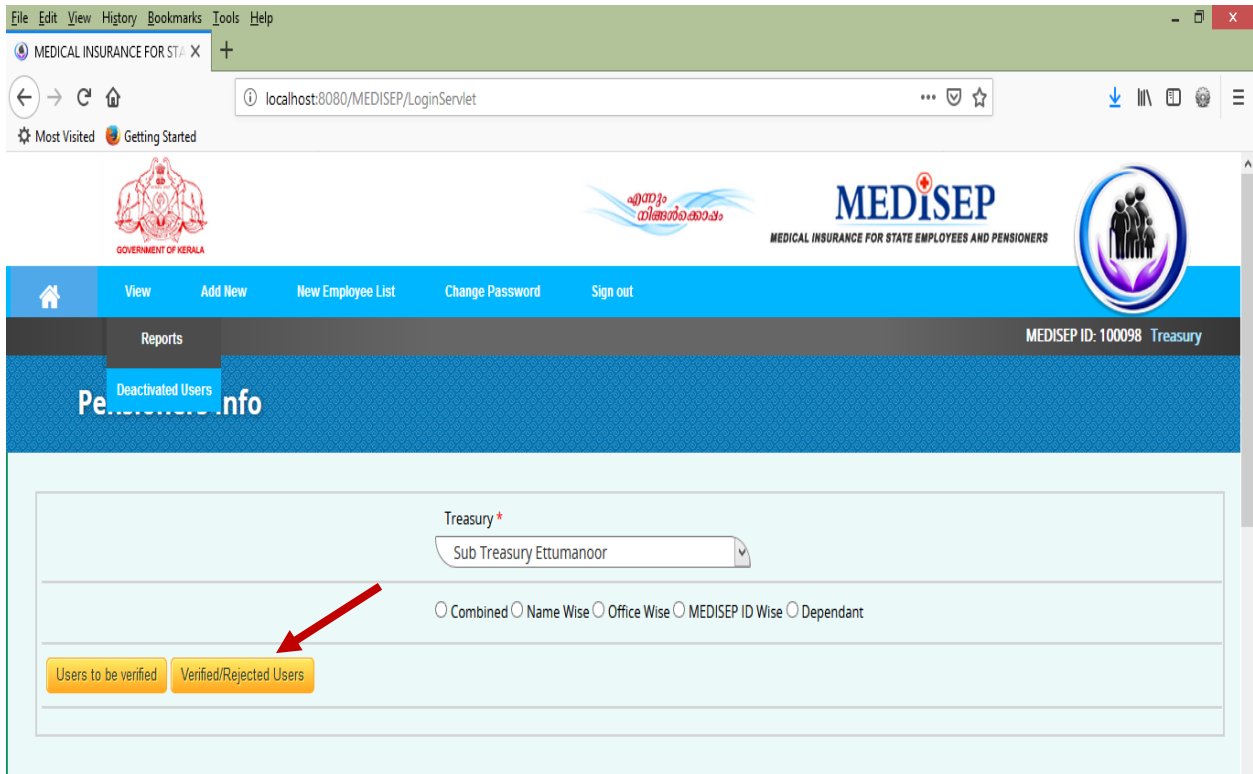 File Edit View History Bookmarks Tools Help
MEDICAL INSURANCE FOR STA
localhost:8080/MEDISEP/LoginServlet
Most Visited Getting Started
GOVERNMENT OF KERALA
എന്നും
നിങ്ങൾക്കൊപ്പം
MEDISEP
MEDICAL INSURANCE FOR STATE EMPLOYEES AND PENSIONERS
View Add New New Employee List Change Password Sign out
Reports
MEDISEP ID: 100098 Treasury
Deactivated Users
Pensioners Info
Treasury *
Sub Treasury Ettumanoor
Combined Name Wise Office Wise MEDISEP ID Wise Dependant
Users to be verified Verified/Rejected Users